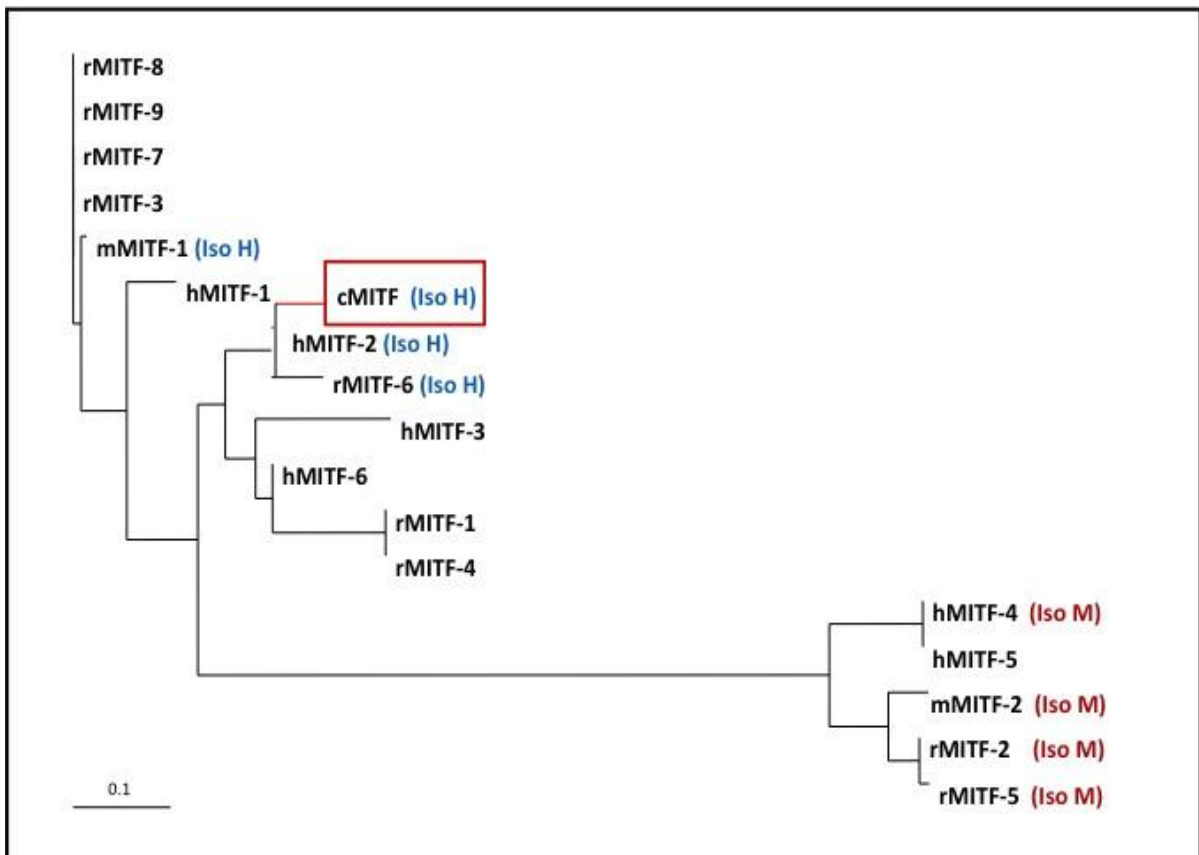 rMITF-8
rMITF-9
rMITF-7
rMITF-3
mMITF-1 (Iso H)
hMITF-1
cMITF (Iso H)
hMITF-2 (Iso H)
rMITF-6 (Iso H)
hMITF-3
hMITF-6
rMITF-1
rMITF-4
hMITF-4 (Iso M)
hMITF-5
mMITF-2 (Iso M)
rMITF-2 (Iso M)
rMITF-5 (Iso M)
0.1